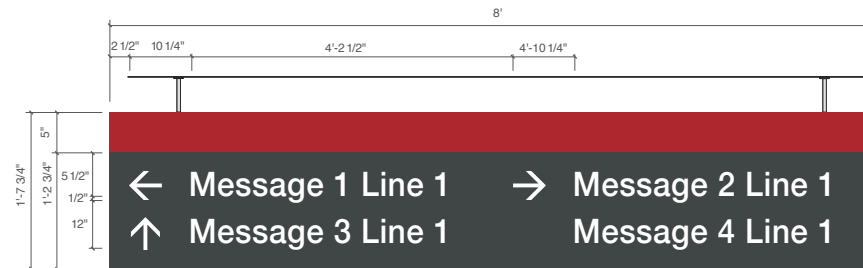 8'
2 1/2" 10 1/4" 4'-2 1/2" 4'-10 1/4"
5"
1'-7 3/4"
1'-2 3/4"
5 1/2"
1/2"
12"
← Message 1 Line 1 → Message 2 Line 1
↑ Message 3 Line 1 Message 4 Line 1